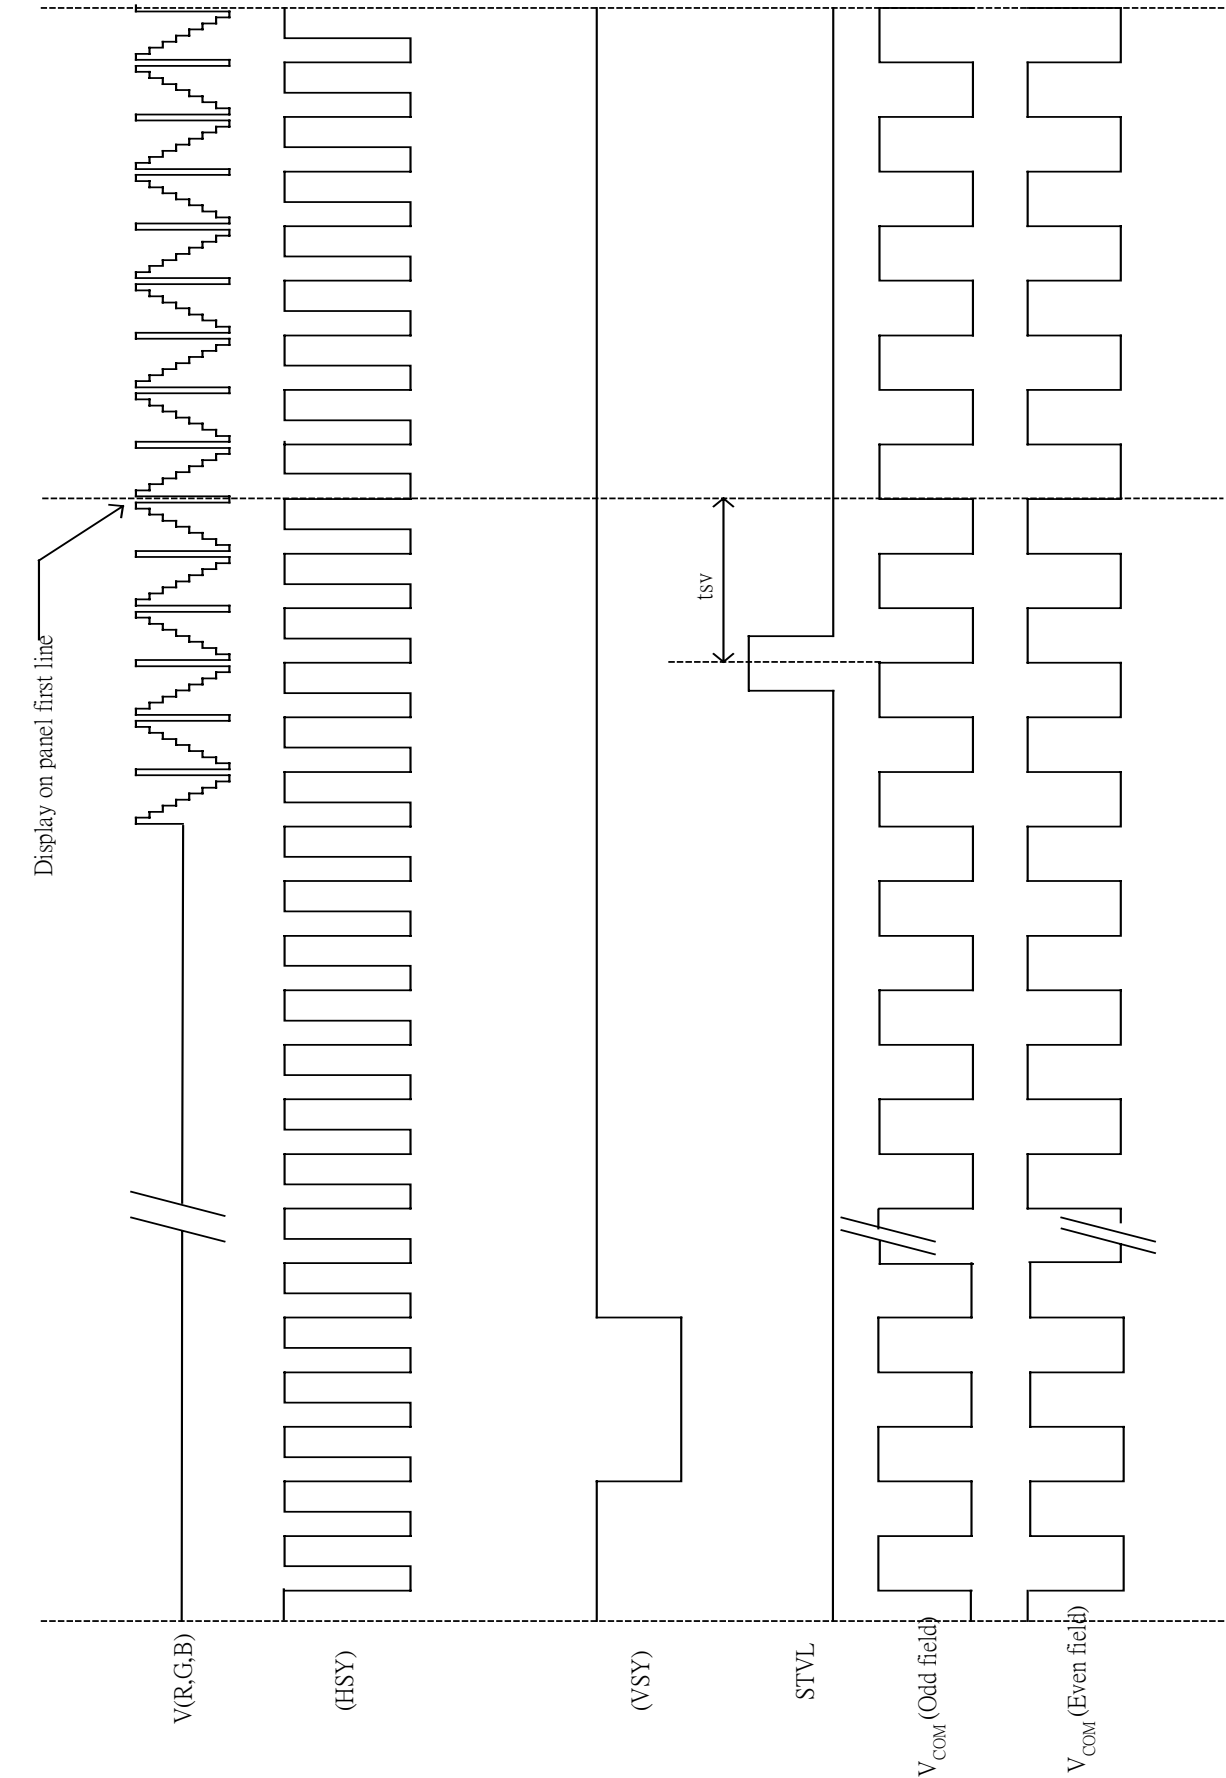 Display on panel first line
tsv
V(R,G,B)
(HSY)
(VSY)
STVL
VCOM (Odd field)
VCOM (Even field)